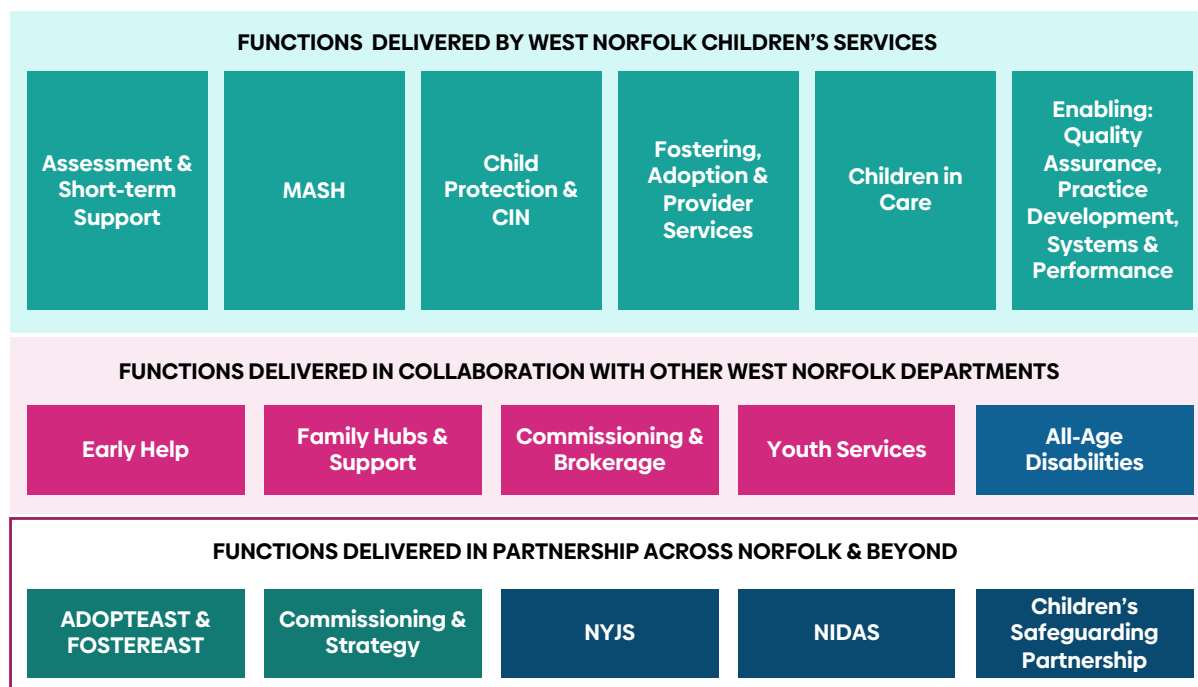 FUNCTIONS DELIVERED BY WEST NORFOLK CHILDREN’S SERVICES
Assessment &
Short-term
Support
MASH
Child
Protection &
CIN
Fostering,
Adoption &
Provider
Services
Children in
Care
Enabling:
Quality
Assurance,
Practice
Development,
Systems &
Performance
FUNCTIONS DELIVERED IN COLLABORATION WITH OTHER WEST NORFOLK DEPARTMENTS
Early Help
Family Hubs &
Support
Commissioning &
Brokerage
Youth Services
All-Age
Disabilities
FUNCTIONS DELIVERED IN PARTNERSHIP ACROSS NORFOLK & BEYOND
ADOPTEAST &
FOSTEREAST
Commissioning &
Strategy
NYJS
NIDAS
Children’s
Safeguarding
Partnership